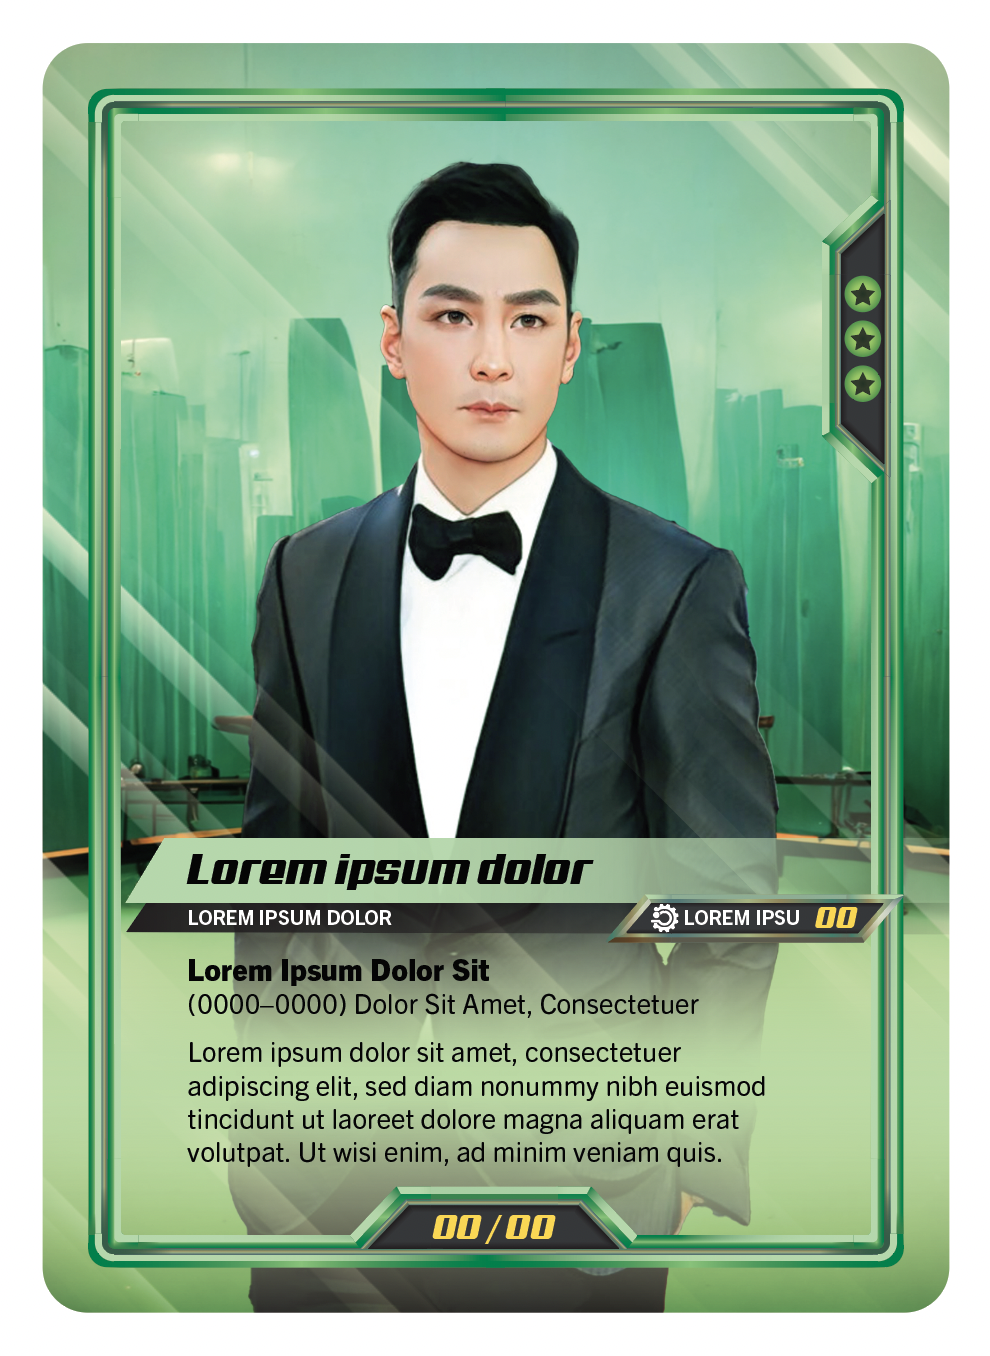 Lorem ipsum dolor
LOREM IPSUM DOLOR
LOREM IPSU 00
Lorem Ipsum Dolor Sit
(0000–0000) Dolor Sit Amet, Consectetuer
Lorem ipsum dolor sit amet, consectetuer
adipiscing elit, sed diam nonummy nibh euismod
tincidunt ut laoreet dolore magna aliquam erat
volutpat. Ut wisi enim, ad minim veniam quis.
00/00